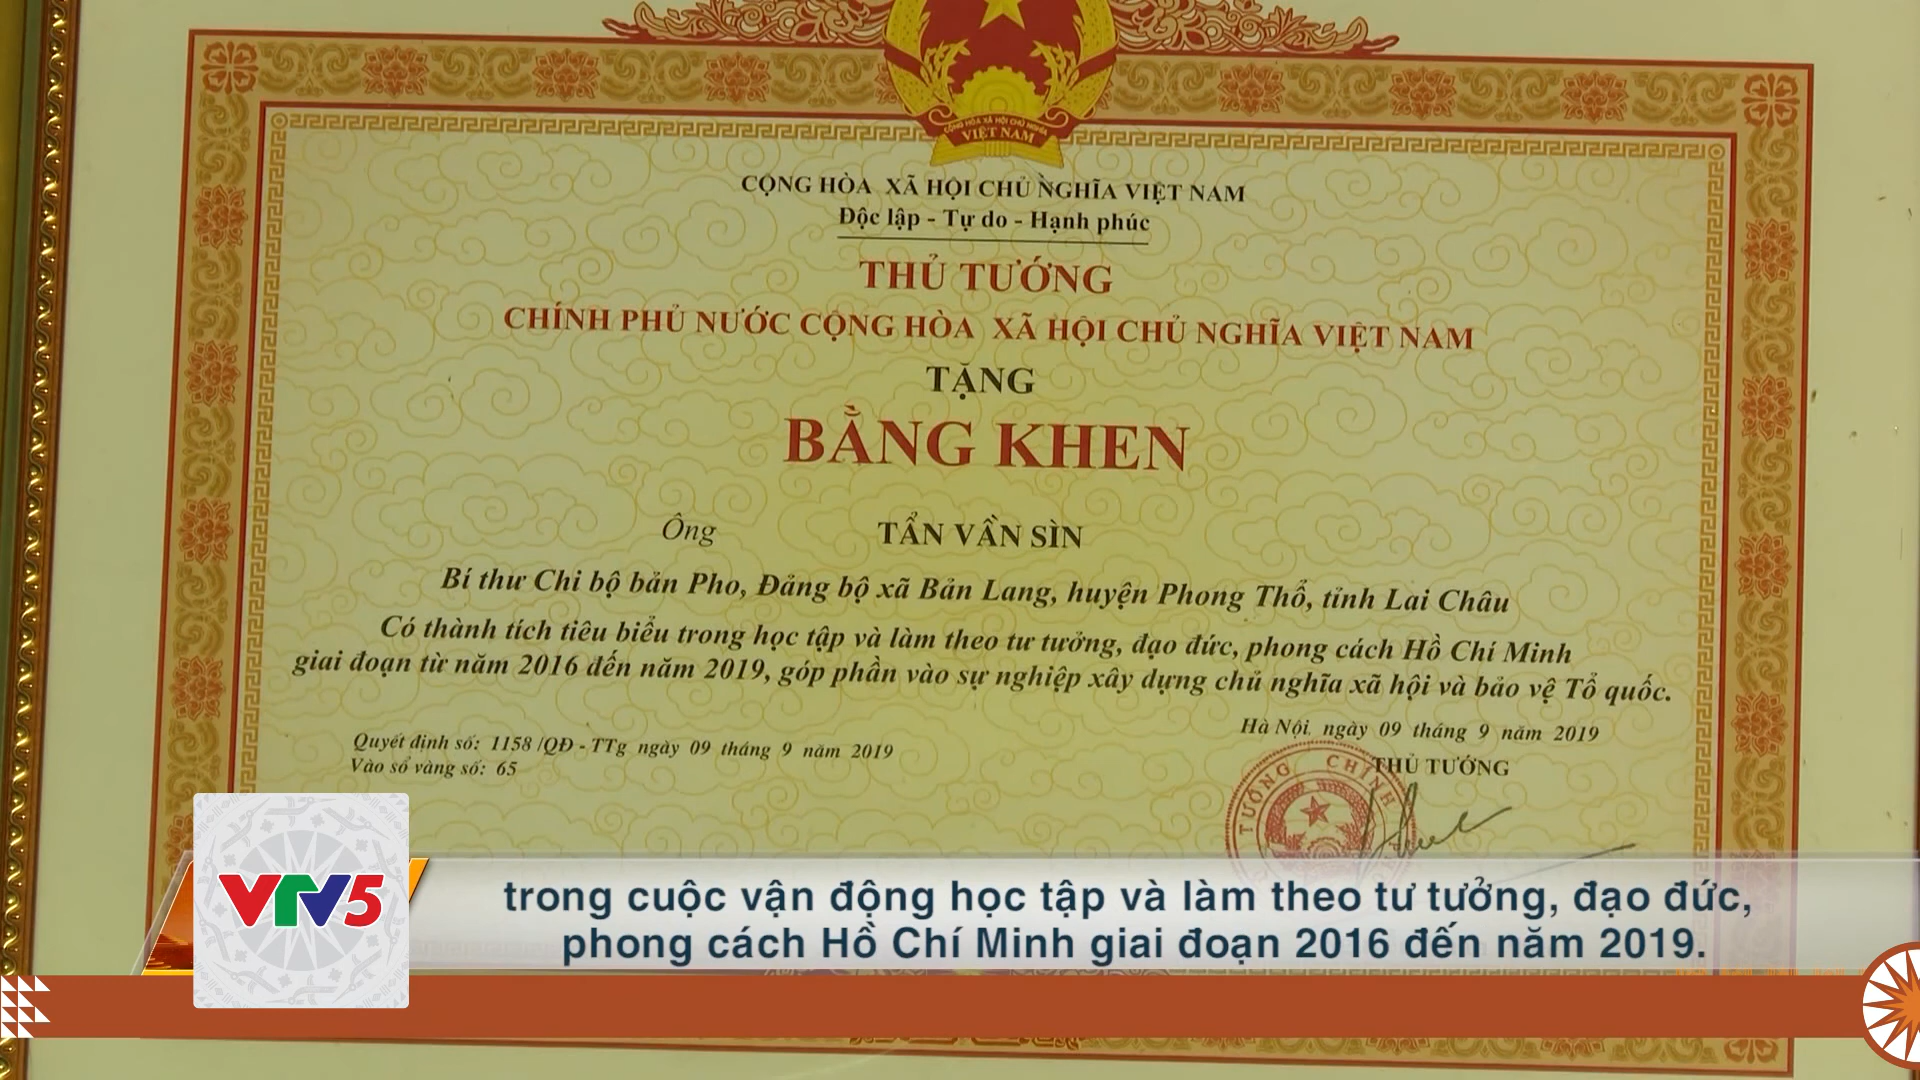 CỘNG HÒA XÃ HỘI CHỦ NGHĨA
VIỆT NAM
CỘNG HÒA XÃ HỘI CHỦ NGHĨA VIỆT NAM
Độc lập - Tự do - Hạnh phúc
THỦ TƯỚNG
CHÍNH PHỦ NƯỚC CỘNG HÒA XÃ HỘI CHỦ NGHĨA VIỆT NAM
TẶNG
BẰNG KHEN
Ông TẨN VẦN SÌN
Bí thư Chi bộ bản Pho, Đảng bộ xã Bản Lang, huyện Phong Thổ, tỉnh Lai Châu
Có thành tích tiêu biểu trong học tập và làm theo tư tưởng, đạo đức, phong cách Hồ Chí Minh
giai đoạn từ năm 2016 đến năm 2019, góp phần vào sự nghiệp xây dựng chủ nghĩa xã hội và bảo vệ Tổ quốc.
Hà Nội, ngày 09 tháng 9 năm 2019
Quyết định số: 1158 /QĐ - TTg ngày 09 tháng 9 năm 2019
Vào sổ vàng số: 65
THỦ TƯỚNG
TƯỚNG CHÍNH
VTV5
trong cuộc vận động học tập và làm theo tư tưởng, đạo đức,
phong cách Hồ Chí Minh giai đoạn 2016 đến năm 2019.